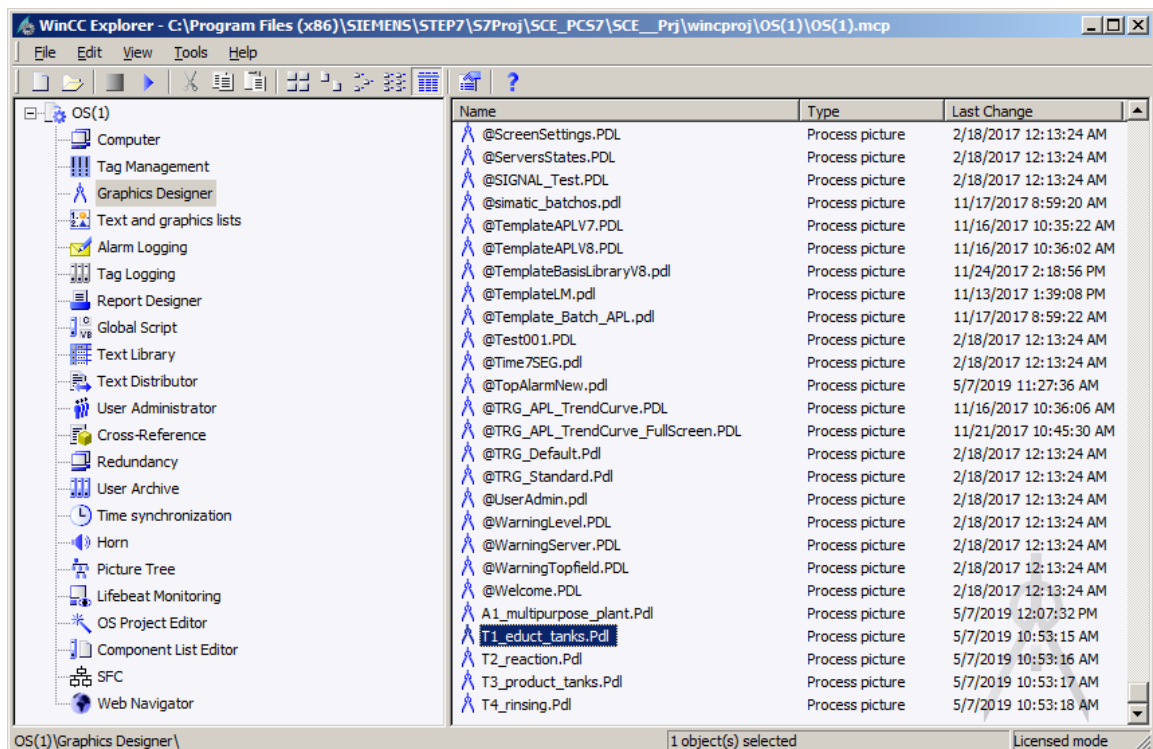 WinCC Explorer - C:\Program Files (x86)\SIEMENS\STEP7\S7Proj\SCE_PCS7\SCE__Prj\wincproj\OS(1)\OS(1).mcp
File Edit View Tools Help
OS(1)
Computer
Tag Management
Graphics Designer
Text and graphics lists
Alarm Logging
Tag Logging
Report Designer
Global Script
Text Library
Text Distributor
User Administrator
Cross-Reference
Redundancy
User Archive
Time synchronization
Horn
Picture Tree
Lifebeat Monitoring
OS Project Editor
Component List Editor
SFC
Web Navigator
Name Type Last Change
@ScreenSettings.PDL Process picture 2/18/2017 12:13:24 AM
@ServersStates.PDL Process picture 2/18/2017 12:13:24 AM
@SIGNAL_Test.PDL Process picture 2/18/2017 12:13:24 AM
@simatic_batchos.pdl Process picture 11/17/2017 8:59:20 AM
@TemplateAPLV7.PDL Process picture 11/16/2017 10:35:22 AM
@TemplateAPLV8.PDL Process picture 11/16/2017 10:36:02 AM
@TemplateBasisLibraryV8.pdl Process picture 11/24/2017 2:18:56 PM
@TemplateLM.pdl Process picture 11/13/2017 1:39:08 PM
@Template_Batch_APL.pdl Process picture 11/17/2017 8:59:22 AM
@Test001.PDL Process picture 2/18/2017 12:13:24 AM
@Time7SEG.pdl Process picture 2/18/2017 12:13:24 AM
@TopAlarmNew.pdl Process picture 5/7/2019 11:27:36 AM
@TRG_APL_TrendCurve.PDL Process picture 11/16/2017 10:36:06 AM
@TRG_APL_TrendCurve_FullScreen.PDL Process picture 11/21/2017 10:45:30 AM
@TRG_Default.Pdl Process picture 2/18/2017 12:13:24 AM
@TRG_Standard.Pdl Process picture 2/18/2017 12:13:24 AM
@UserAdmin.pdl Process picture 2/18/2017 12:13:24 AM
@WarningLevel.PDL Process picture 2/18/2017 12:13:24 AM
@WarningServer.PDL Process picture 2/18/2017 12:13:24 AM
@WarningTopfield.PDL Process picture 2/18/2017 12:13:24 AM
@Welcome.PDL Process picture 2/18/2017 12:13:24 AM
A1_multipurpose_plant.Pdl Process picture 5/7/2019 12:07:32 PM
T1_educt_tanks.Pdl Process picture 5/7/2019 10:53:15 AM
T2_reaction.Pdl Process picture 5/7/2019 10:53:16 AM
T3_product_tanks.Pdl Process picture 5/7/2019 10:53:17 AM
T4_rinsing.Pdl Process picture 5/7/2019 10:53:18 AM
OS(1)\Graphics Designer\ 1 object(s) selected Licensed mode